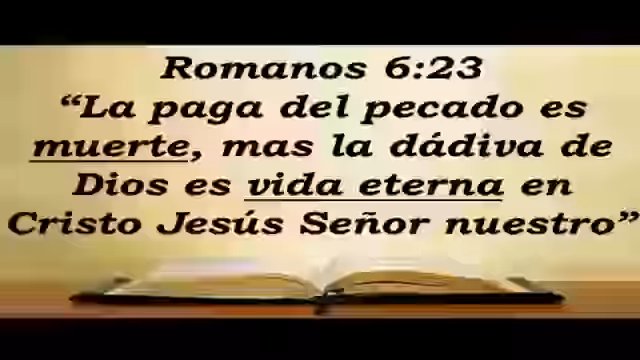 Romanos 6:23
“La paga del pecado es
muerte, mas la dádiva de
Dios es vida eterna en
Cristo Jesús Señor nuestro”